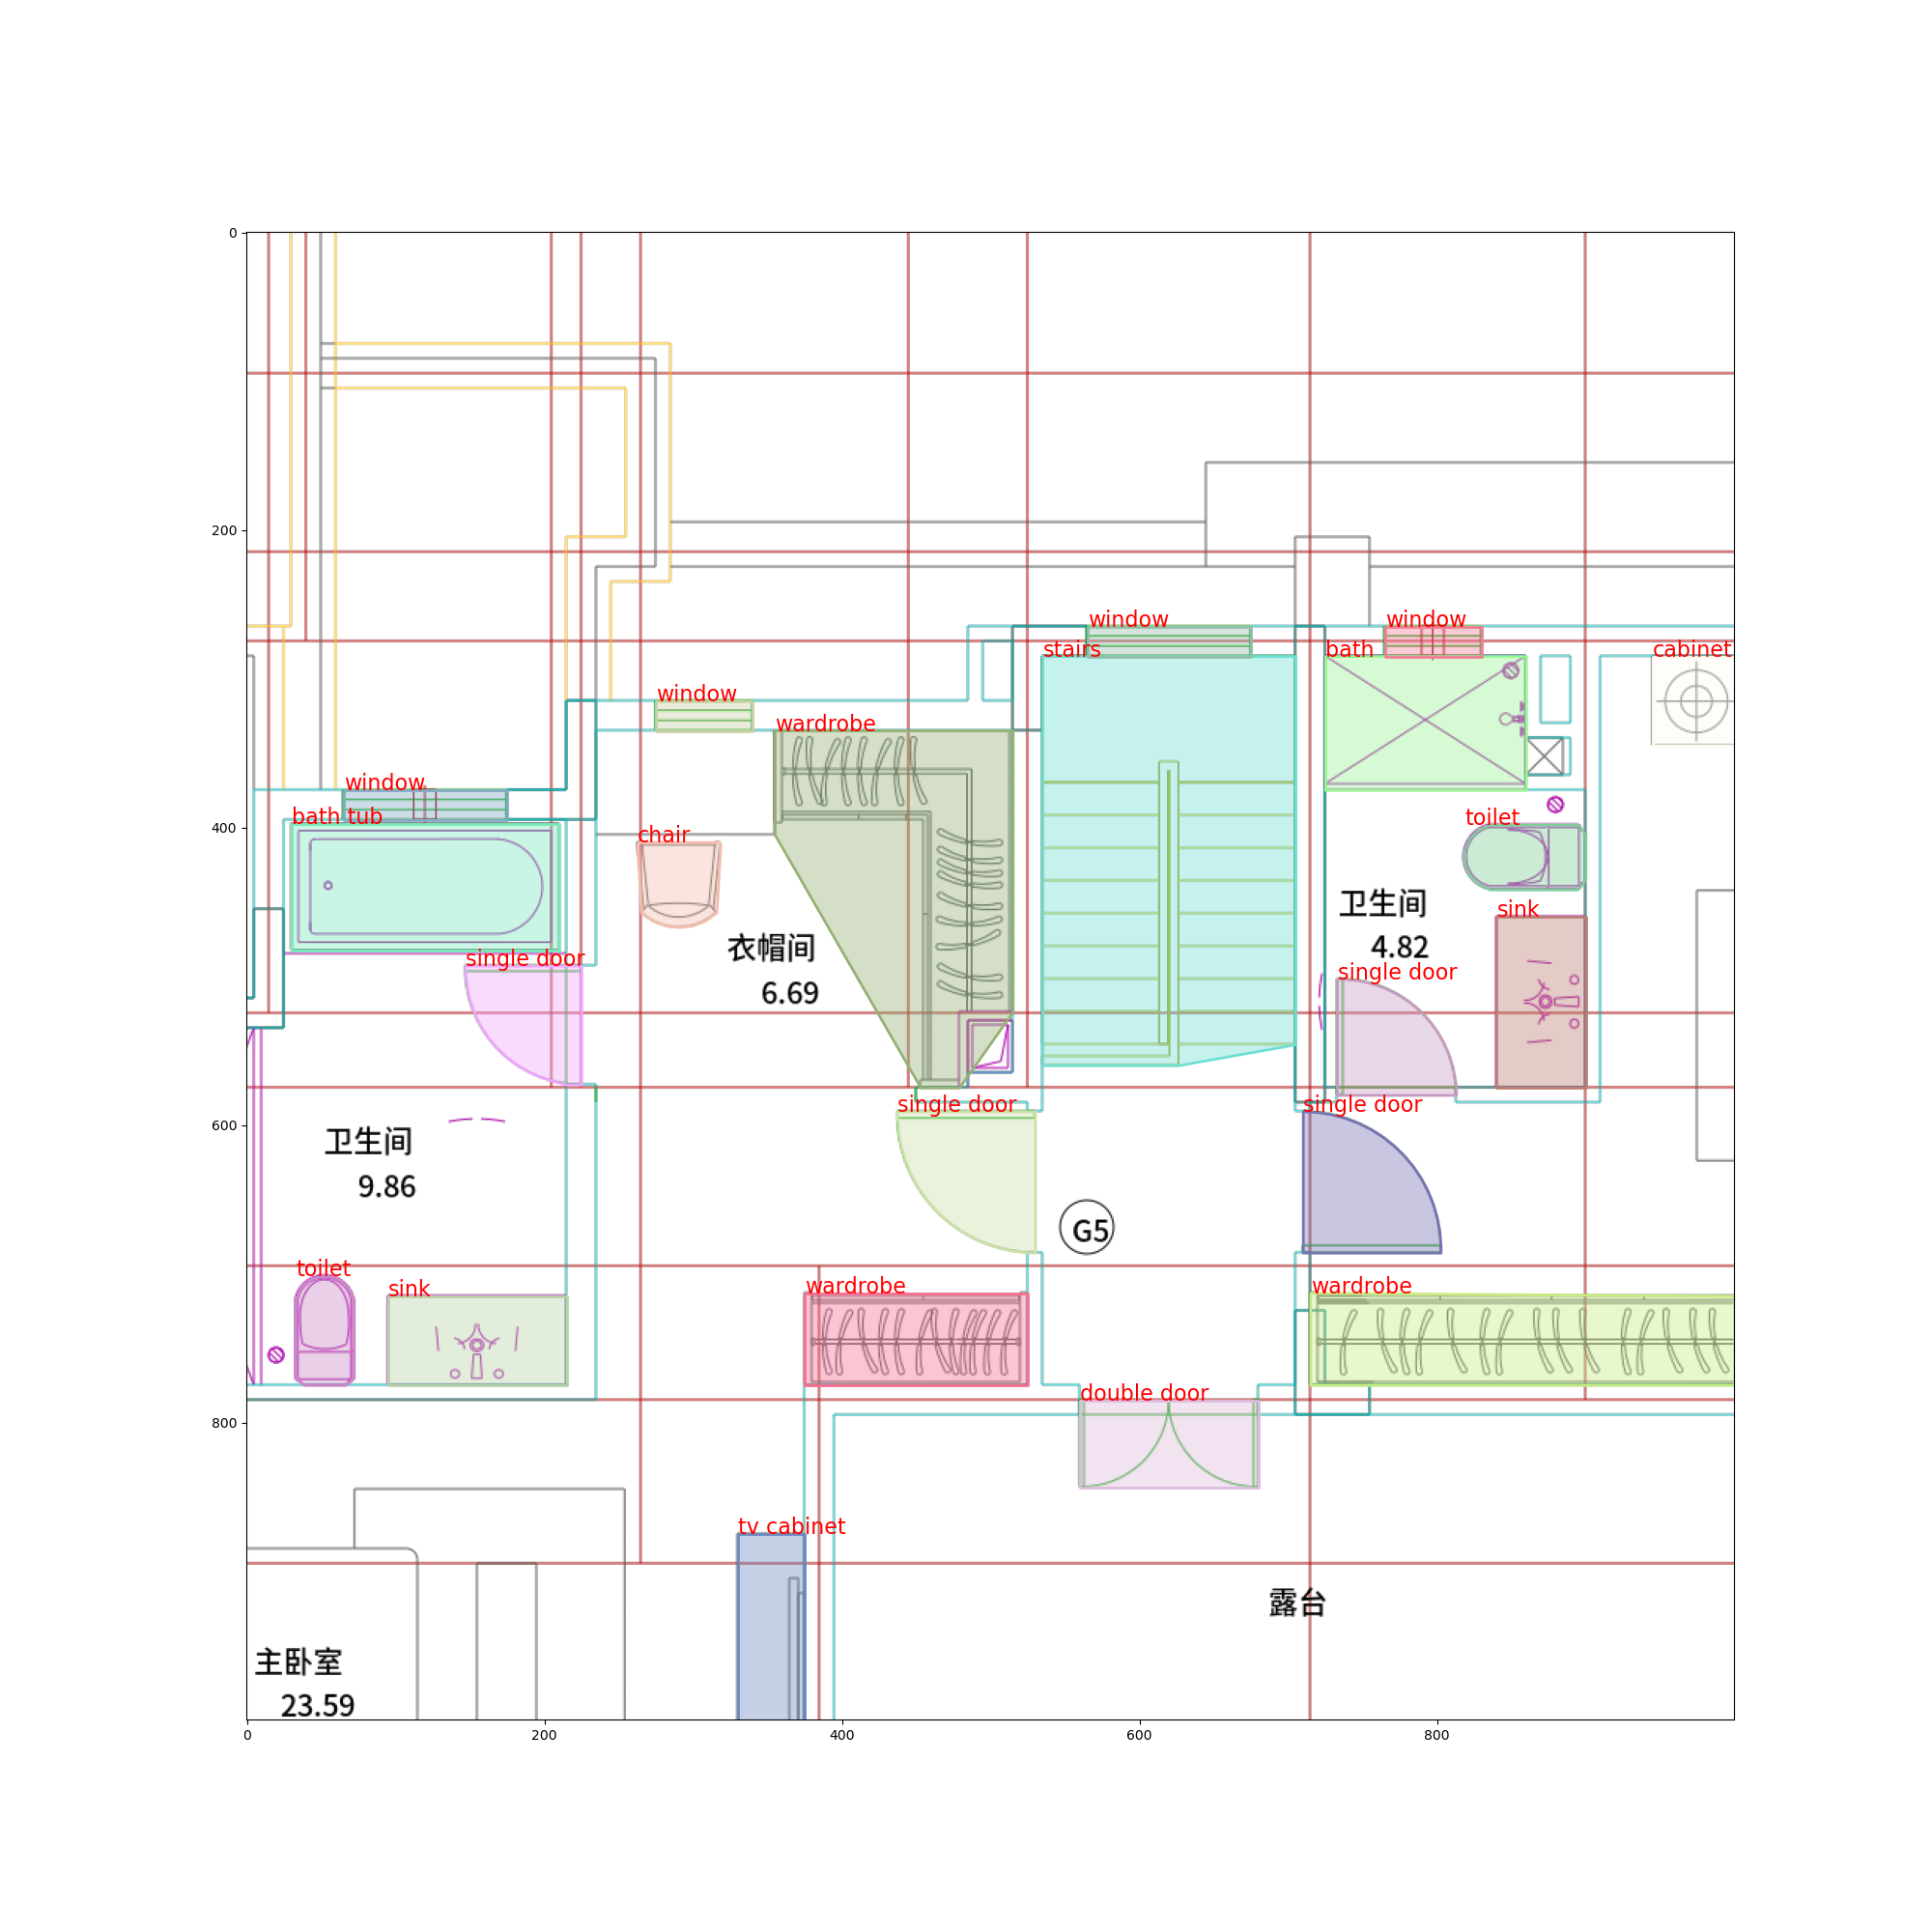 0
200
400
600
800
0
200
400
600
800
window
window
stairs
bath
cabinet
window
wardrobe
window
bath tub
chair
toilet
卫生间
4.82
sink
衣帽间
6.69
single door
single door
single door
single door
卫生间
9.86
G5
toilet
sink
wardrobe
wardrobe
double door
tv cabinet
露台
主卧室
23.59